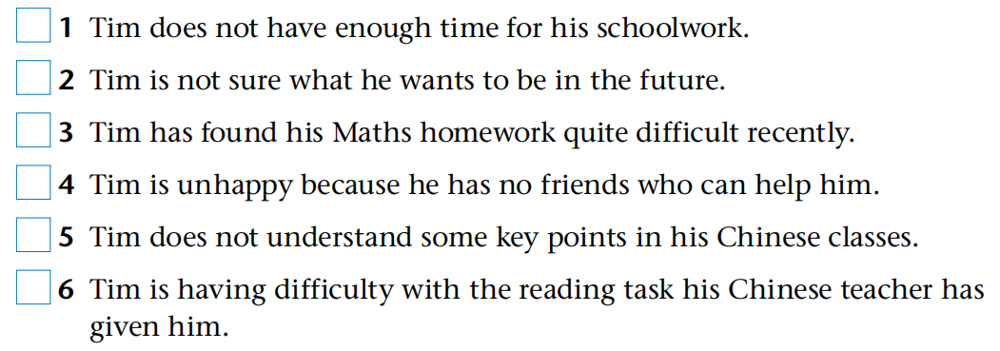 1 Tim does not have enough time for his schoolwork.
2 Tim is not sure what he wants to be in the future.
3 Tim has found his Maths homework quite difficult recently.
4 Tim is unhappy because he has no friends who can help him.
5 Tim does not understand some key points in his Chinese classes.
6 Tim is having difficulty with the reading task his Chinese teacher has
given him.